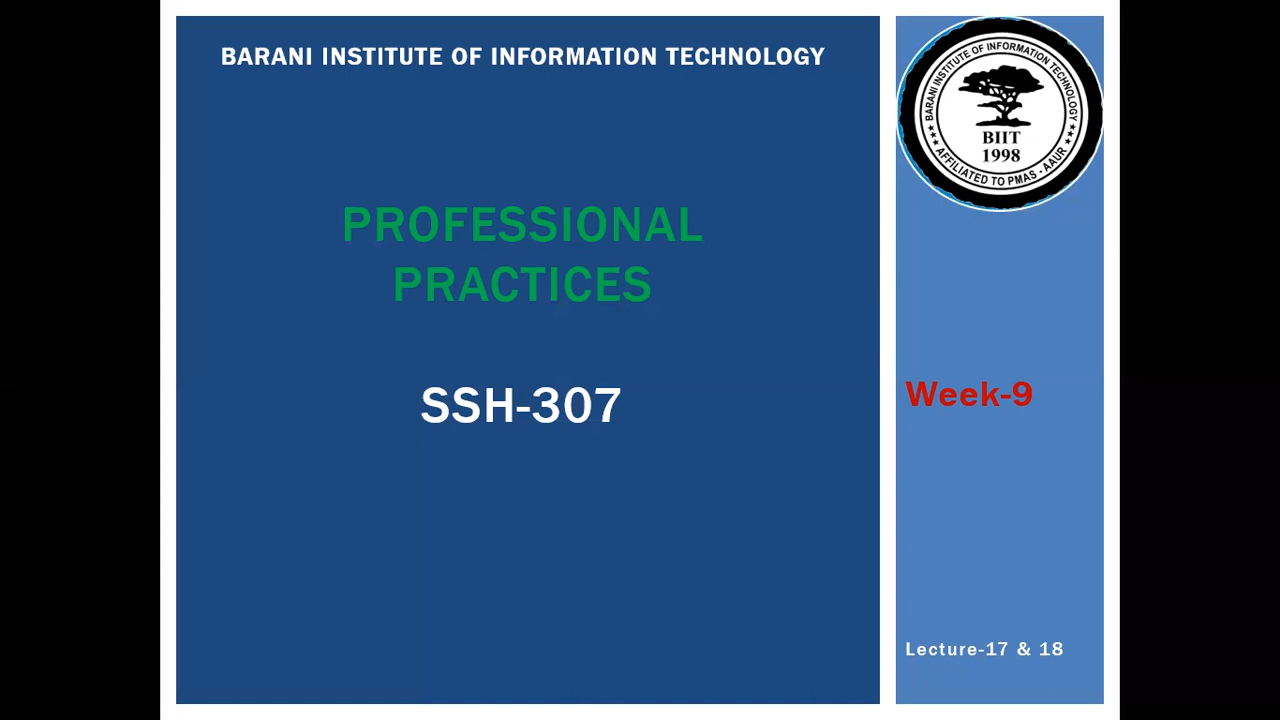 BARANI INSTITUTE OF INFORMATION TECHNOLOGY
PROFESSIONAL
PRACTICES
SSH-307
BARANI INSTITUTE OF INFORMATION TECHNOLOGY
BIIT
1998
AFFILIATED TO PMAS - AAUR
Week-9
Lecture-17 & 18